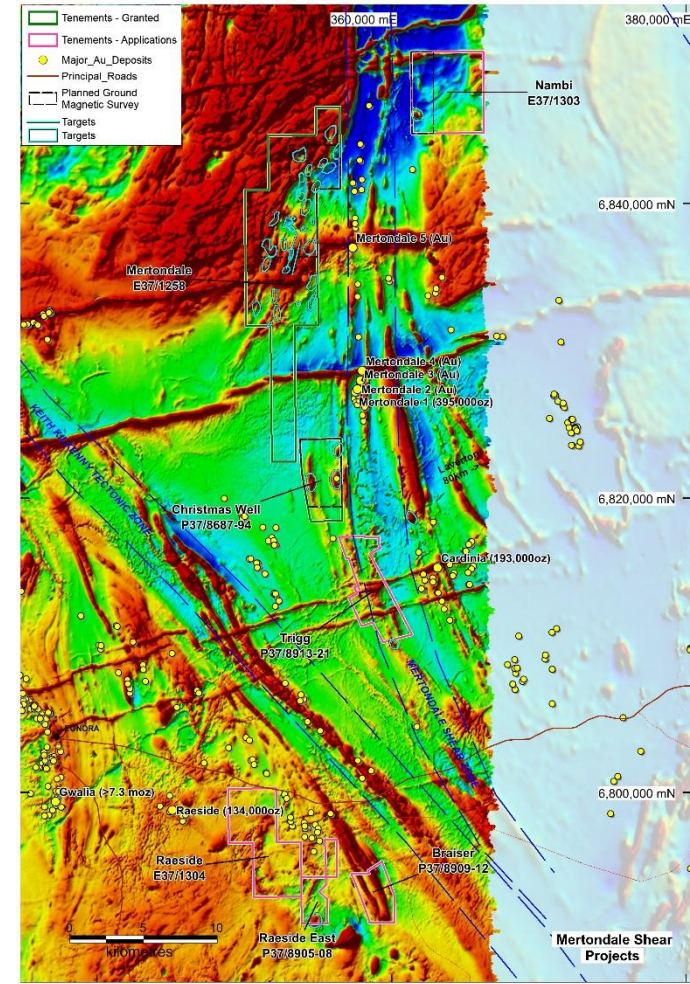 Tenements - Granted
Tenements - Applications
Major_Au_Deposits
Principal_Roads
Planned Ground
Magnetic Survey
Targets
Targets
360,000 mE
380,000 mE
Nambi
E37/1303
6,840,000 mN
Mertondale 5 (Au)
Mertondale
E37/1258
Mertondale 4 (Au)
Mertondale 3 (Au)
Mertondale 2 (Au)
Mertondale 1 (395,000oz)
KEITH KILKENNY TECTONIC ZONE
Laverton
80km ->
6,820,000 mN
Christmas Well
P37/8687-94
Cardinia (193,000oz)
Trigg
P37/8913-21
MERTONDALE SHEAR ZONE
LEONORA
Gwalia (>7.3 moz)
Raeside (134,000oz)
6,800,000 mN
Raeside
E37/1304
Braiser
P37/8909-12
0 5 10
kilometres
Raeside East
P37/8905-08
Mertondale Shear
Projects